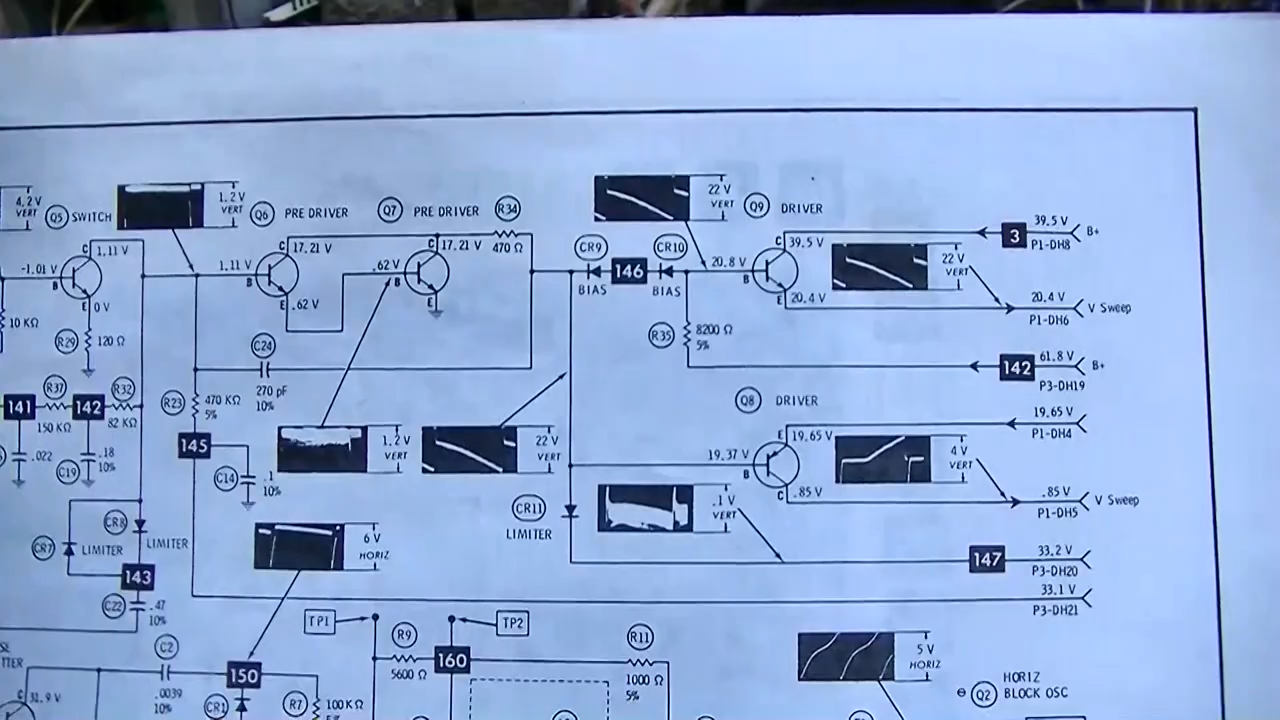 4.2V
VERT
Q5 SWITCH
1.2V
VERT
Q6 PRE DRIVER
Q7 PRE DRIVER
R34
470 Ω
22 V
VERT
Q9 DRIVER
C 1.11 V
-1.01 V
B
E 0 V
1.11 V
B
C 17.21 V
E .62 V
.62 V
B
C 17.21 V
E
CR9
BIAS
146
CR10
BIAS
20.8 V
B
C 39.5 V
E 20.4 V
22 V
VERT
3
39.5 V
P1-DH8
B+
20.4 V
P1-DH6
V Sweep
10 KΩ
R29
120 Ω
C24
270 pF
10%
R35
8200 Ω
5%
142
61.8 V
P3-DH19
B+
141
R37
150 KΩ
142
R32
82 KΩ
R23
470 KΩ
5%
145
.022
C19
.18
10%
C14
.1
10%
1.2 V
VERT
22 V
VERT
Q8 DRIVER
19.37 V
B
E 19.65 V
C .85 V
4 V
VERT
19.65 V
P1-DH4
.85 V
P1-DH5
V Sweep
CR7
LIMITER
CR8
LIMITER
143
C22
.47
10%
6 V
HORIZ
CR11
LIMITER
.1 V
VERT
147
33.2 V
P3-DH20
33.1 V
P3-DH21
TP1
TP2
R9
5600 Ω
160
R11
1000 Ω
5%
5 V
HORIZ
HORIZ
Q2 BLOCK OSC
C2
.0039
10%
150
CR1
R7
100 KΩ
C 31.9 V